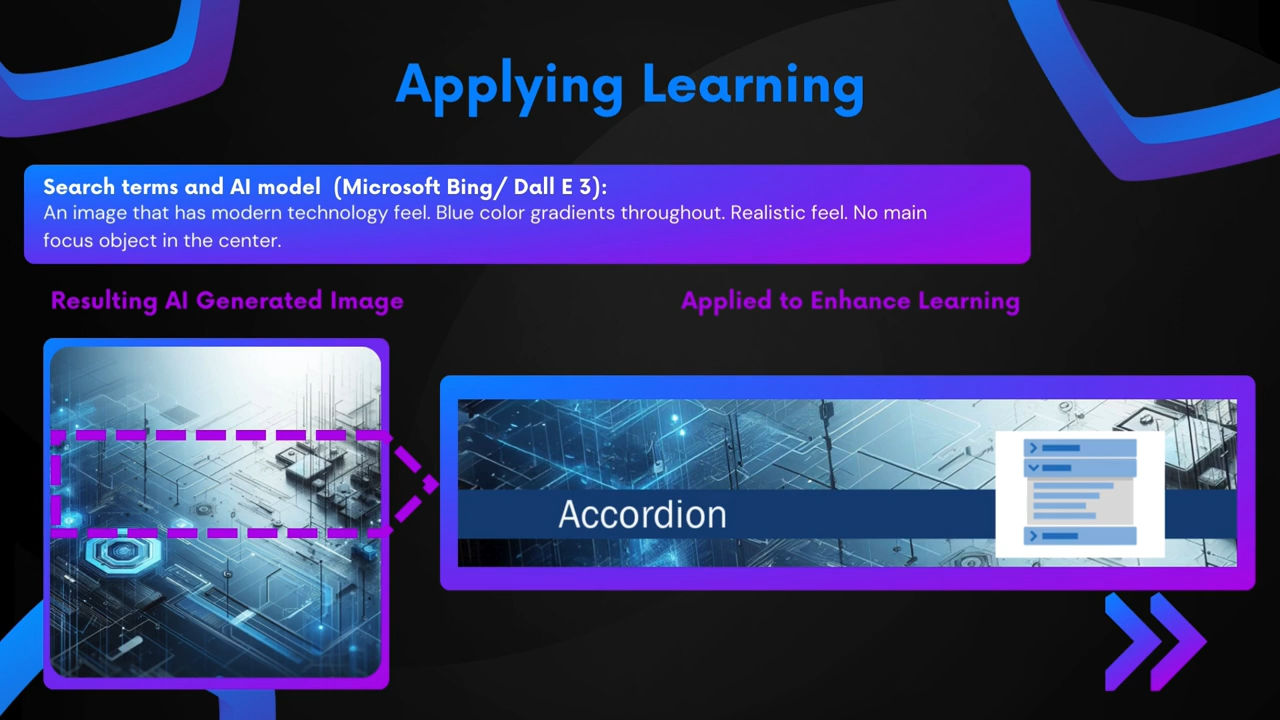 Applying Learning
Search terms and AI model  (Microsoft Bing/ Dall E 3):
An image that has modern technology feel. Blue color gradients throughout. Realistic feel. No main
focus object in the center.
Resulting AI Generated Image
Applied to Enhance Learning
Accordion